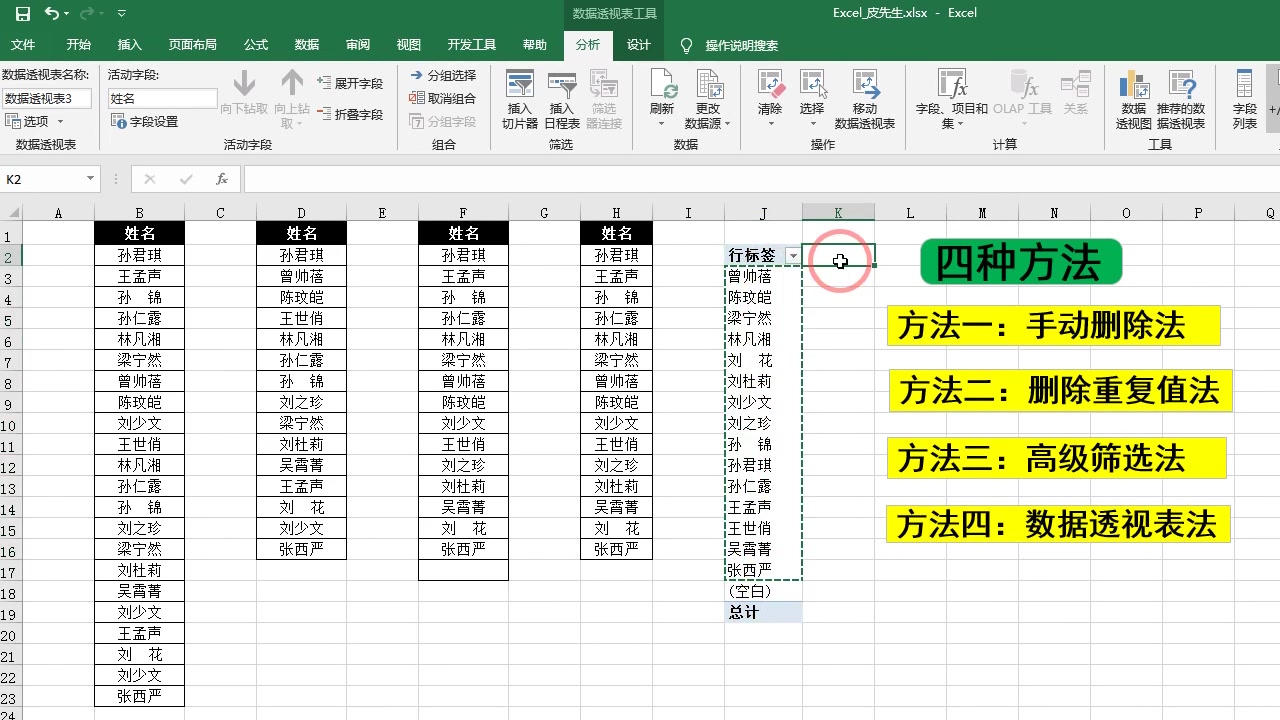 数据透视表工具 Excel_皮先生.xlsx - Excel
文件 开始 插入 页面布局 公式 数据 审阅 视图 开发工具 帮助 分析 设计 操作说明搜索
数据透视表名称: 活动字段: 展开字段 分组选择
数据透视表3 姓名 向下钻取 向上钻取 取消组合 插入切片器 插入日程表 筛选器连接 刷新 更改数据源 清除 选择 移动数据透视表 字段、项目和集 OLAP 工具 关系 数据透视图 推荐的数据透视表 字段列表
选项 字段设置 折叠字段 分组字段
数据透视表 活动字段 组合 筛选 数据 操作 计算 工具
K2 fx
A B C D E F G H I J K L M N O P Q
1 姓名 姓名 姓名 姓名
2 孙君琪 孙君琪 孙君琪 孙君琪 行标签
3 王孟声 曾帅蓓 王孟声 王孟声 曾帅蓓
4 孙 锦 陈玟皑 孙 锦 孙 锦 陈玟皑
5 孙仁露 王世俏 孙仁露 孙仁露 梁宁然
6 林凡湘 林凡湘 林凡湘 林凡湘 林凡湘
7 梁宁然 孙仁露 梁宁然 梁宁然 刘 花
8 曾帅蓓 孙 锦 曾帅蓓 曾帅蓓 刘杜莉
9 陈玟皑 刘之珍 陈玟皑 陈玟皑 刘少文
10 刘少文 梁宁然 刘少文 刘少文 刘之珍
11 王世俏 刘杜莉 王世俏 王世俏 孙 锦
12 林凡湘 吴霄菁 刘之珍 刘之珍 孙君琪
13 孙仁露 王孟声 刘杜莉 刘杜莉 孙仁露
14 孙 锦 刘 花 吴霄菁 吴霄菁 王孟声
15 刘之珍 刘少文 刘 花 刘 花 王世俏
16 梁宁然 张西严 张西严 张西严 吴霄菁
17 刘杜莉 张西严
18 吴霄菁 (空白)
19 刘少文 总计
20 王孟声
21 刘 花
22 刘少文
23 张西严
24
四种方法
方法一：手动删除法
方法二：删除重复值法
方法三：高级筛选法
方法四：数据透视表法